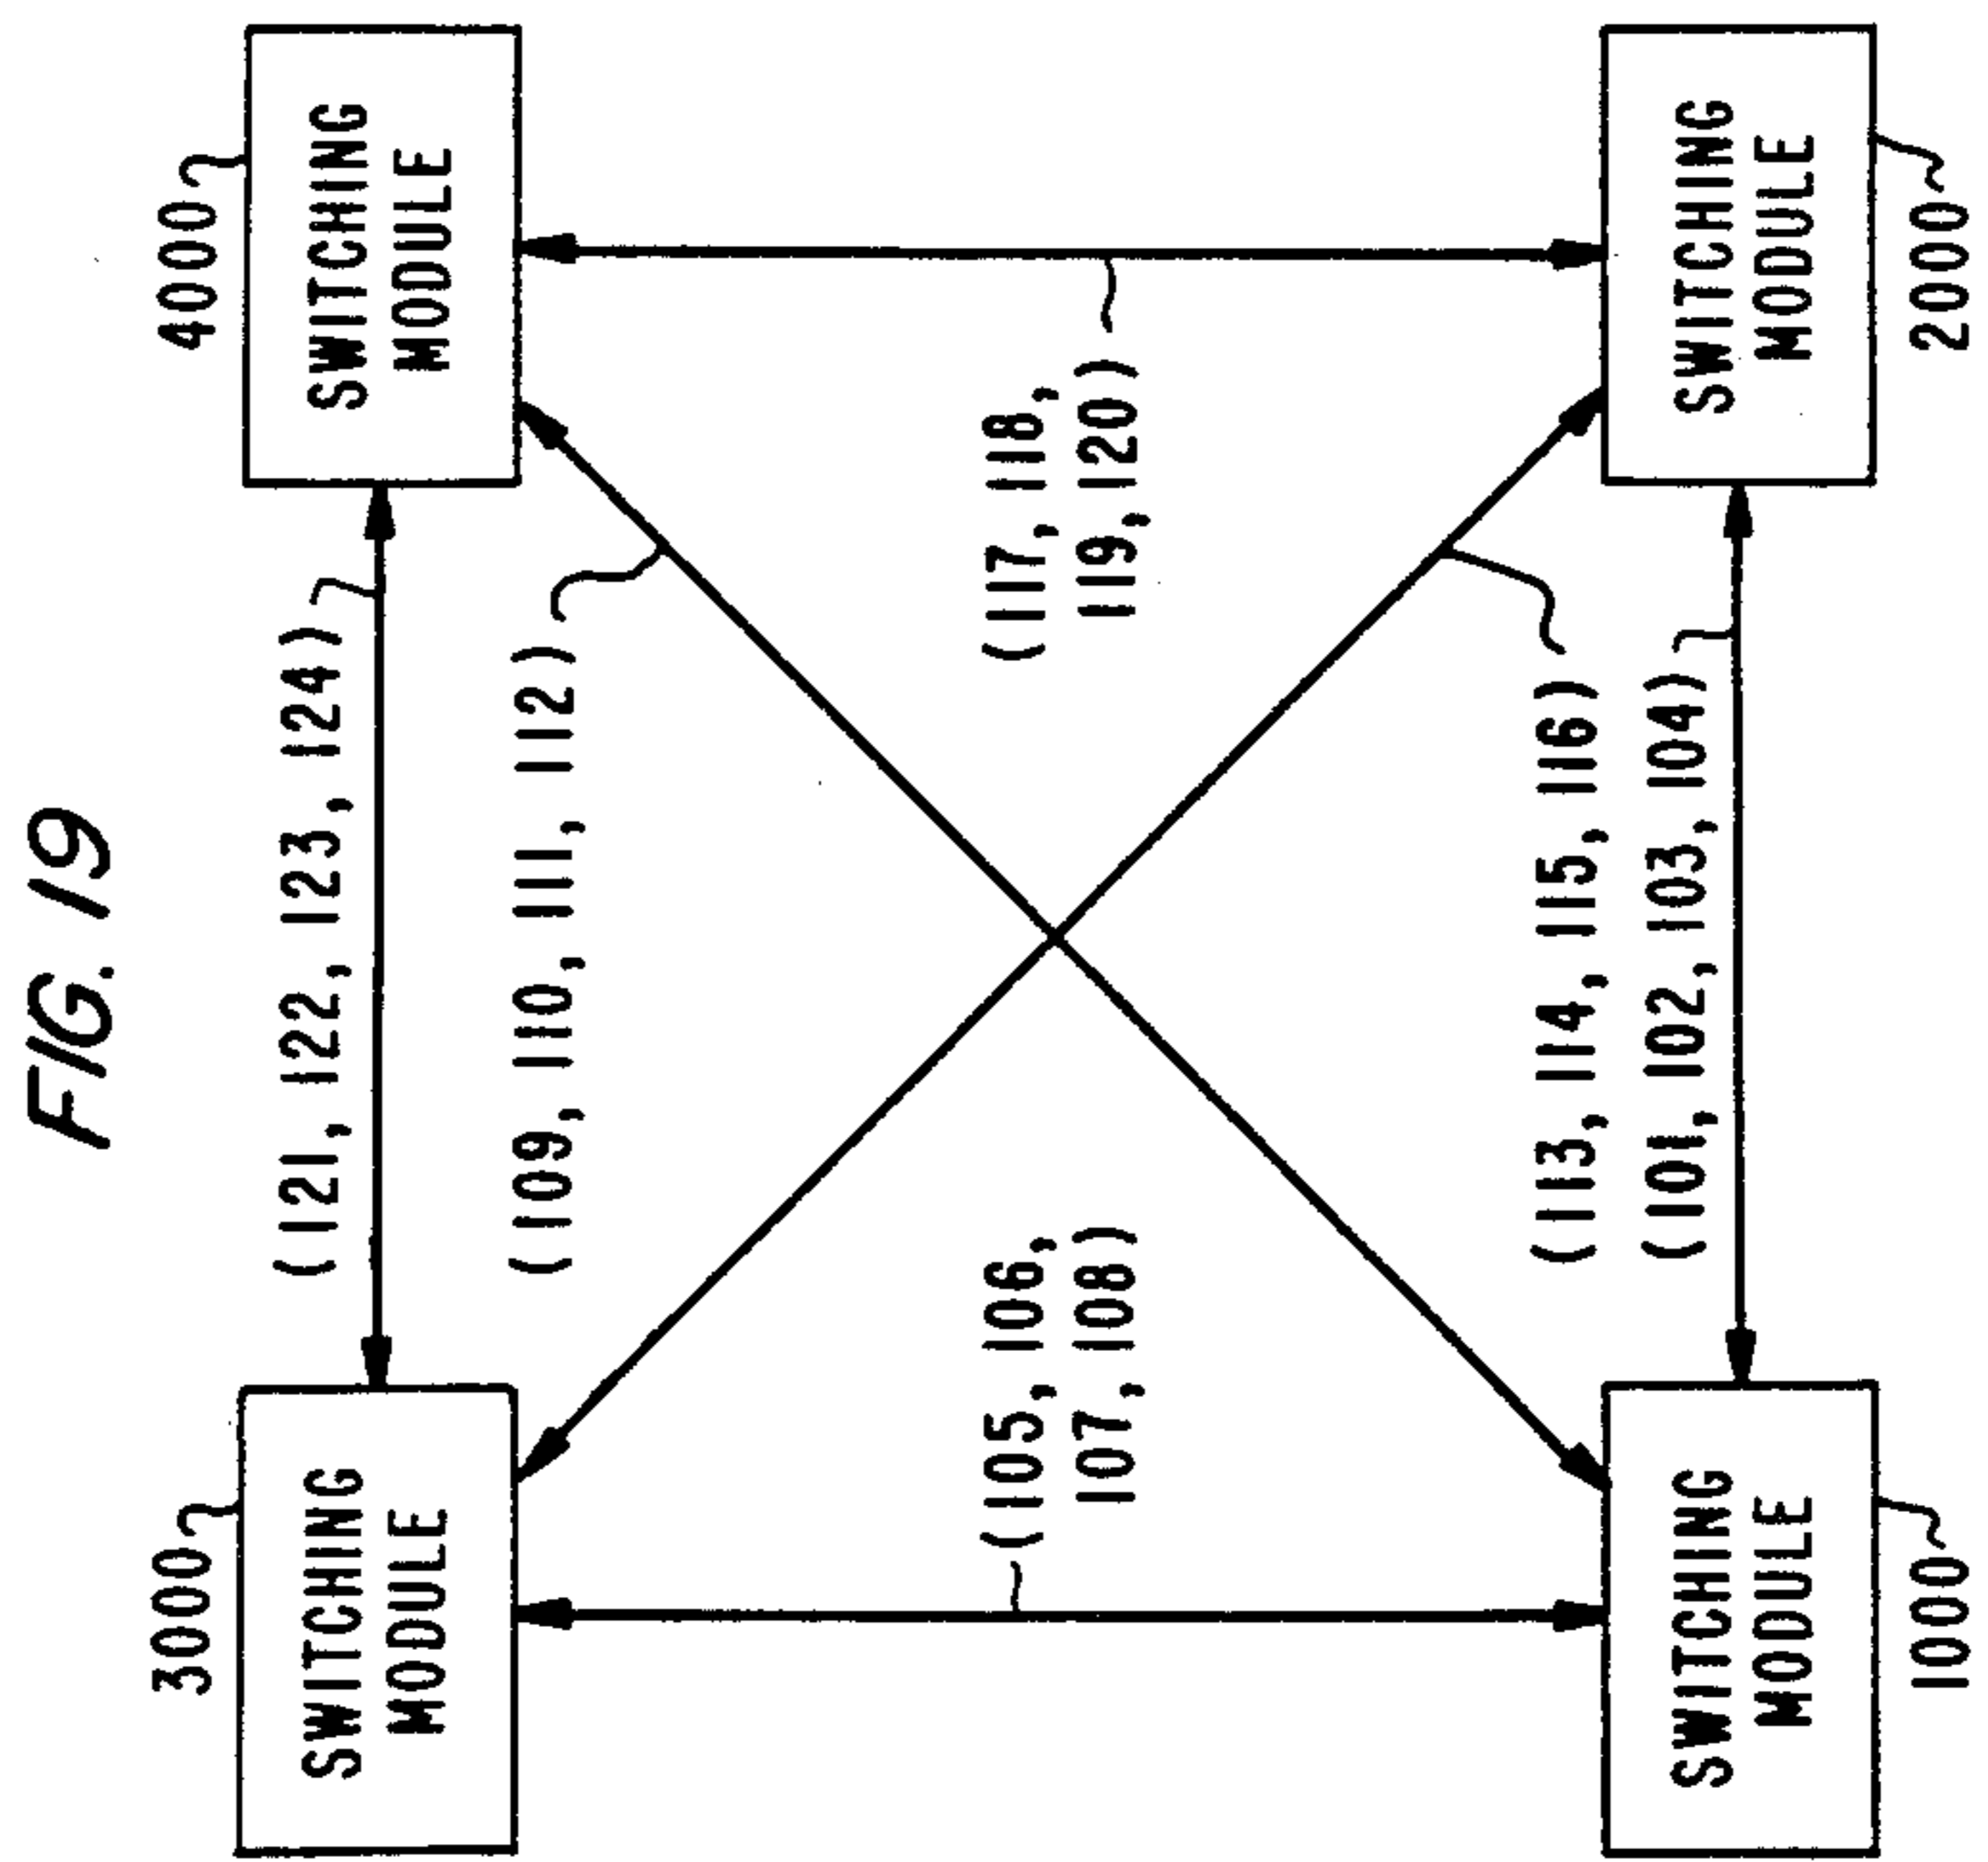 FIG. 19
3000
SWITCHING
MODULE
4000
SWITCHING
MODULE
(121, 122, 123, 124)
(109, 110, 111, 112)
(105, 106,
107, 108)
(117, 118,
119, 120)
(113, 114, 115, 116)
(101, 102, 103, 104)
SWITCHING
MODULE
1000
SWITCHING
MODULE
2000